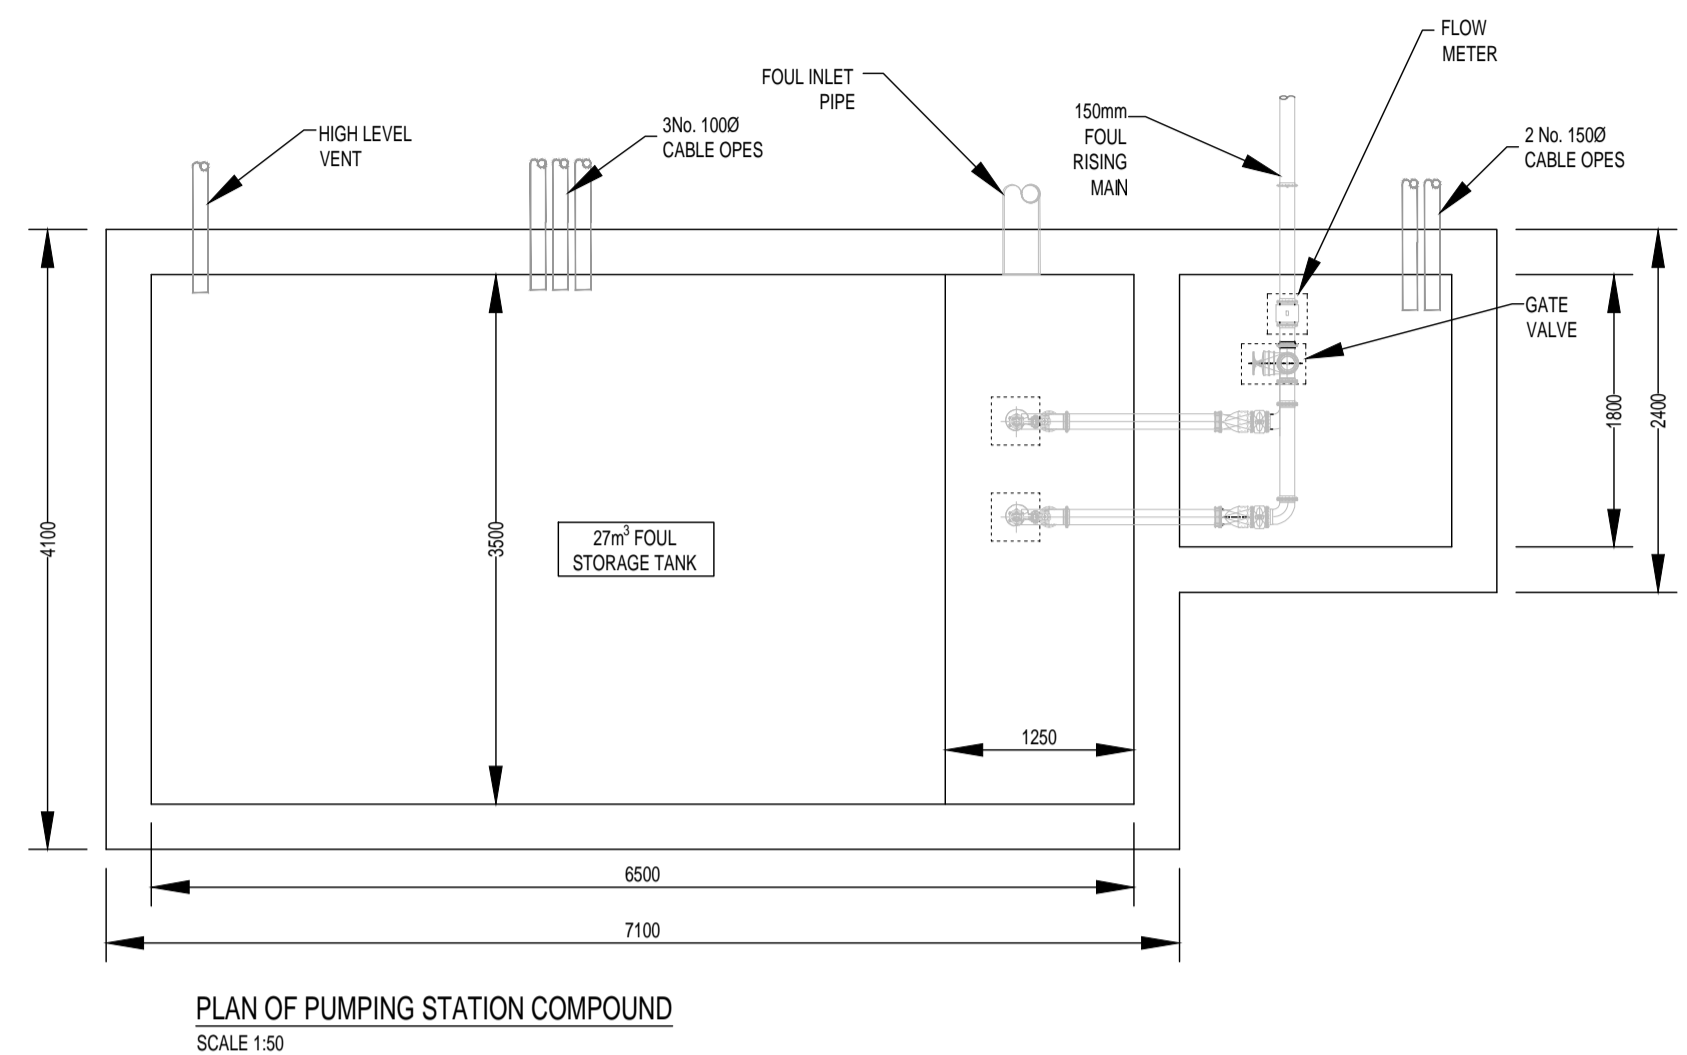 FLOW
METER
FOUL INLET
PIPE
150mm
FOUL
RISING
MAIN
HIGH LEVEL
VENT
3No. 100Ø
CABLE OPES
2 No. 150Ø
CABLE OPES
GATE
VALVE
4100
3500
27m³ FOUL
STORAGE TANK
1800
2400
1250
6500
7100
PLAN OF PUMPING STATION COMPOUND
SCALE 1:50